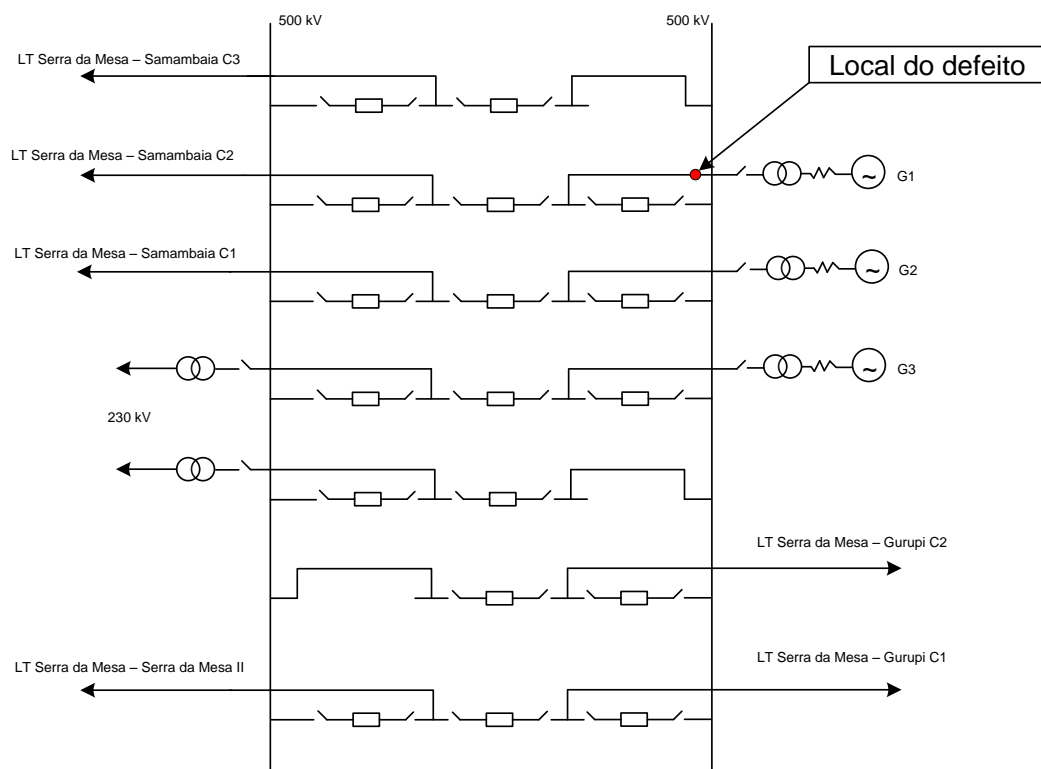 500 kV
500 kV
LT Serra da Mesa – Samambaia C3
Local do defeito
LT Serra da Mesa – Samambaia C2
G1
~
LT Serra da Mesa – Samambaia C1
G2
~
G3
~
230 kV
LT Serra da Mesa – Gurupi C2
LT Serra da Mesa – Serra da Mesa II
LT Serra da Mesa – Gurupi C1